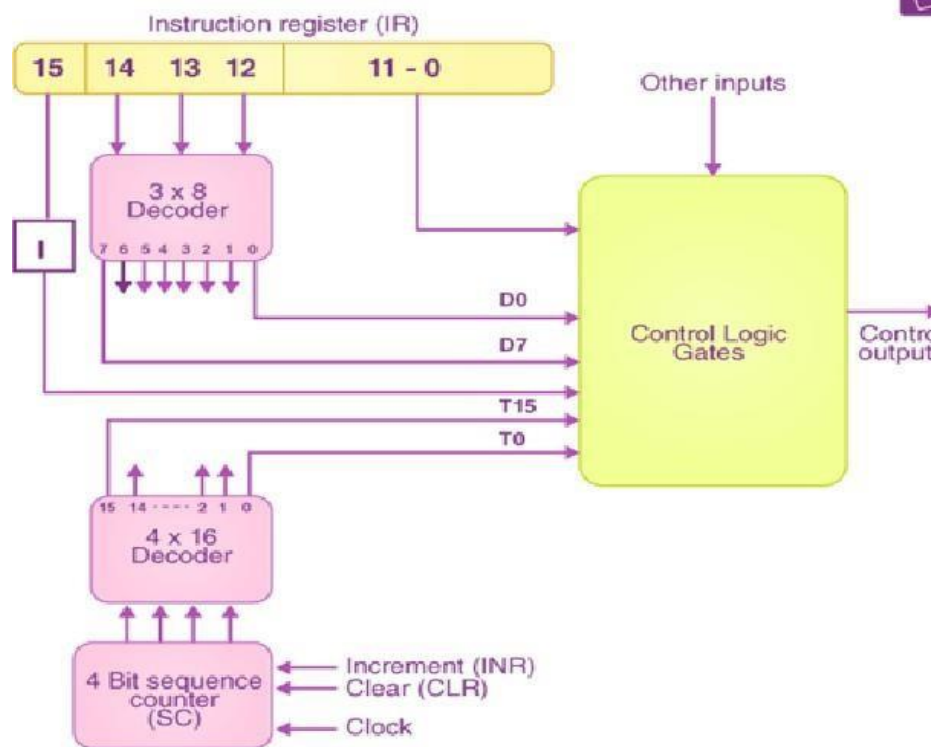 Instruction register (IR)
15 14 13 12 11 - 0
Other inputs
3 x 8
Decoder
7 6 5 4 3 2 1 0
I
D0
D7
Control Logic
Gates
Contro
output
T15
T0
15 14 ---- 2 1 0
4 x 16
Decoder
4 Bit sequence
counter
(SC)
Increment (INR)
Clear (CLR)
Clock